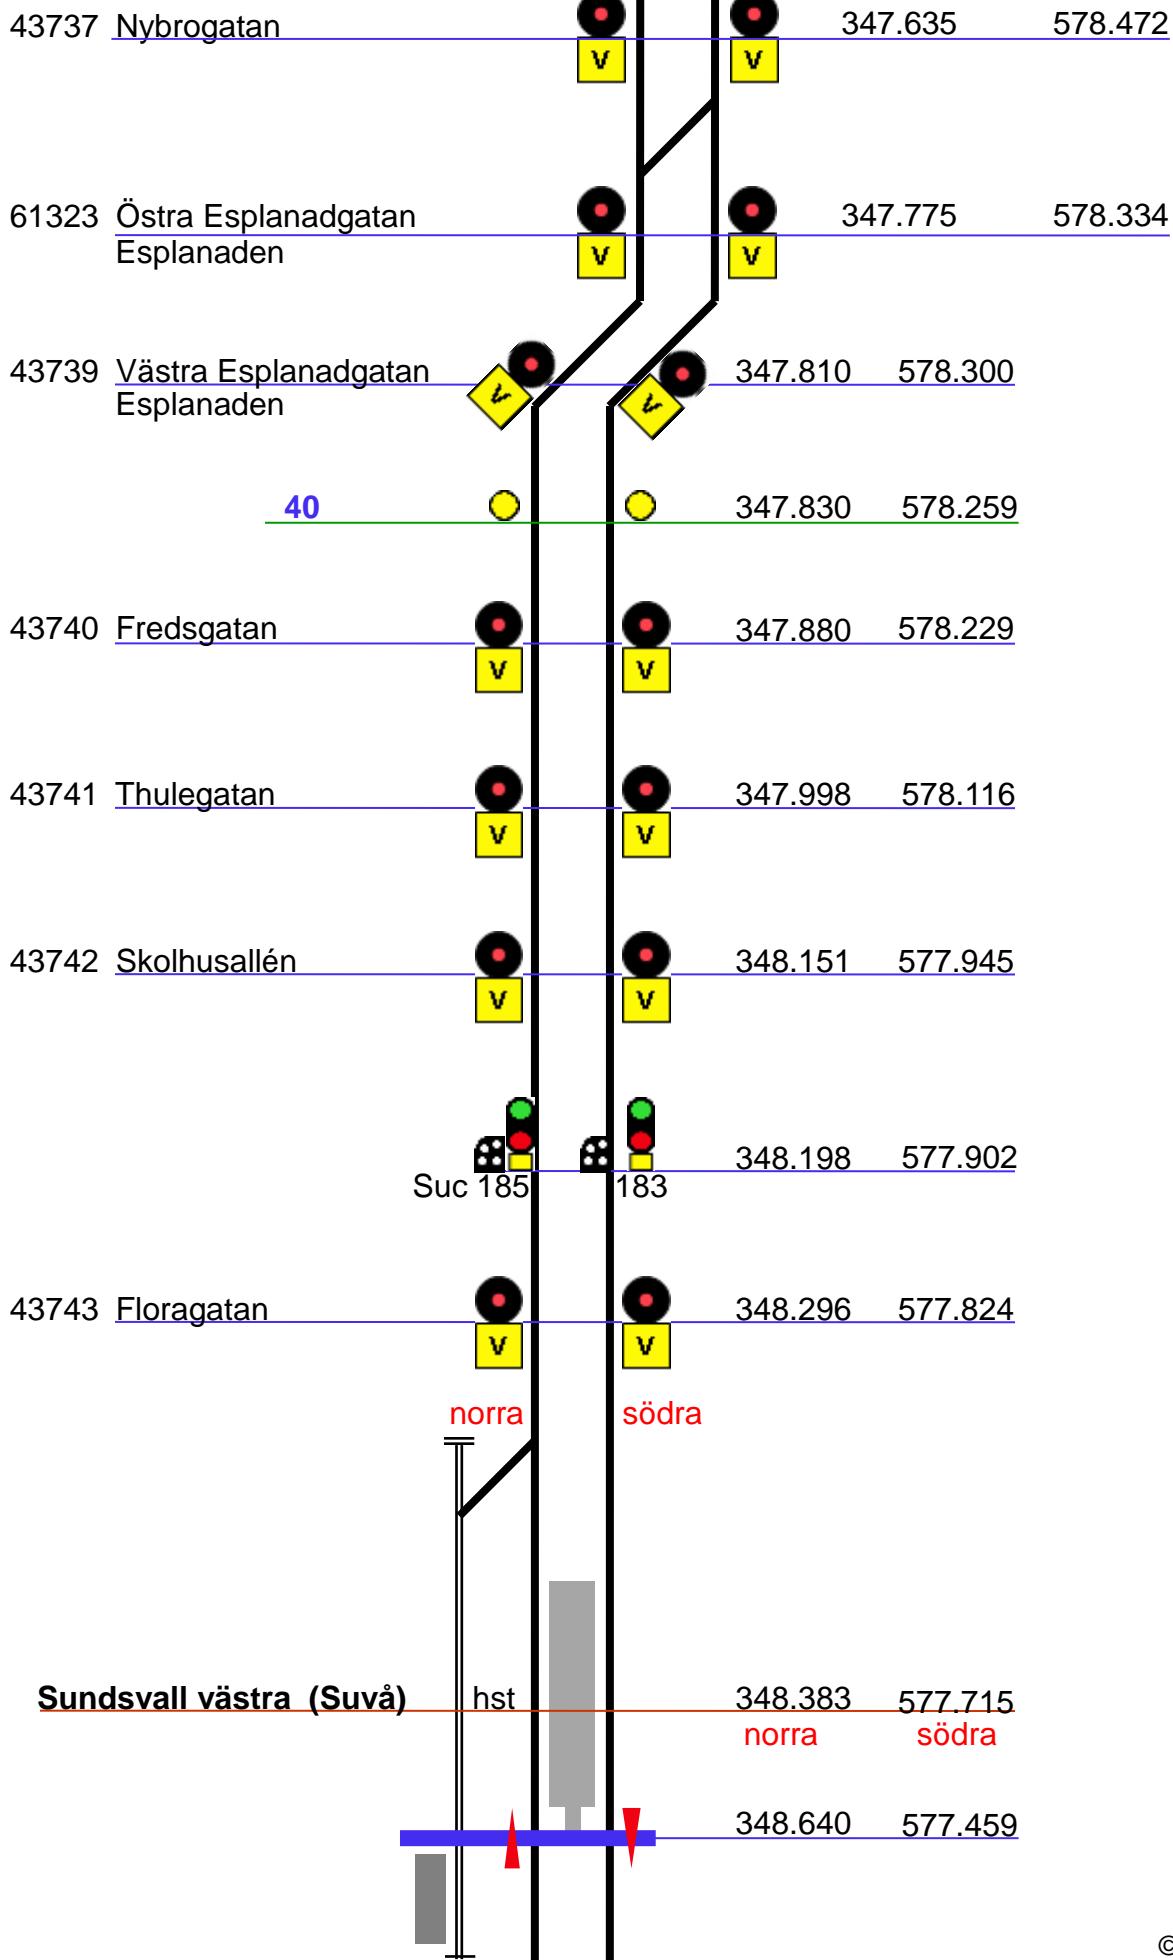 43737 Nybrogatan 347.635 578.472
V V
61323 Östra Esplanadgatan 347.775 578.334
Esplanaden
V V
43739 Västra Esplanadgatan 347.810 578.300
Esplanaden
V V
40 347.830 578.259
43740 Fredsgatan 347.880 578.229
V V
43741 Thulegatan 347.998 578.116
V V
43742 Skolhusallén 348.151 577.945
V V
348.198 577.902
Suc 185 183
43743 Floragatan 348.296 577.824
V V
norra södra
Sundsvall västra (Suvå) hst 348.383 577.715
norra södra
348.640 577.459
©